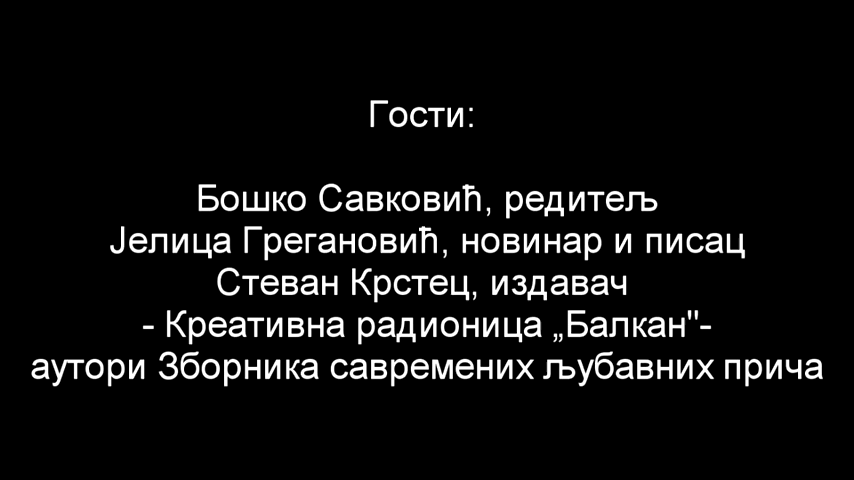 Гости:
Бошко Савковић, редитељ
Јелица Грегановић, новинар и писац
Стеван Крстец, издавач
- Креативна радионица „Балкан"-
аутори Зборника савремених љубавних прича